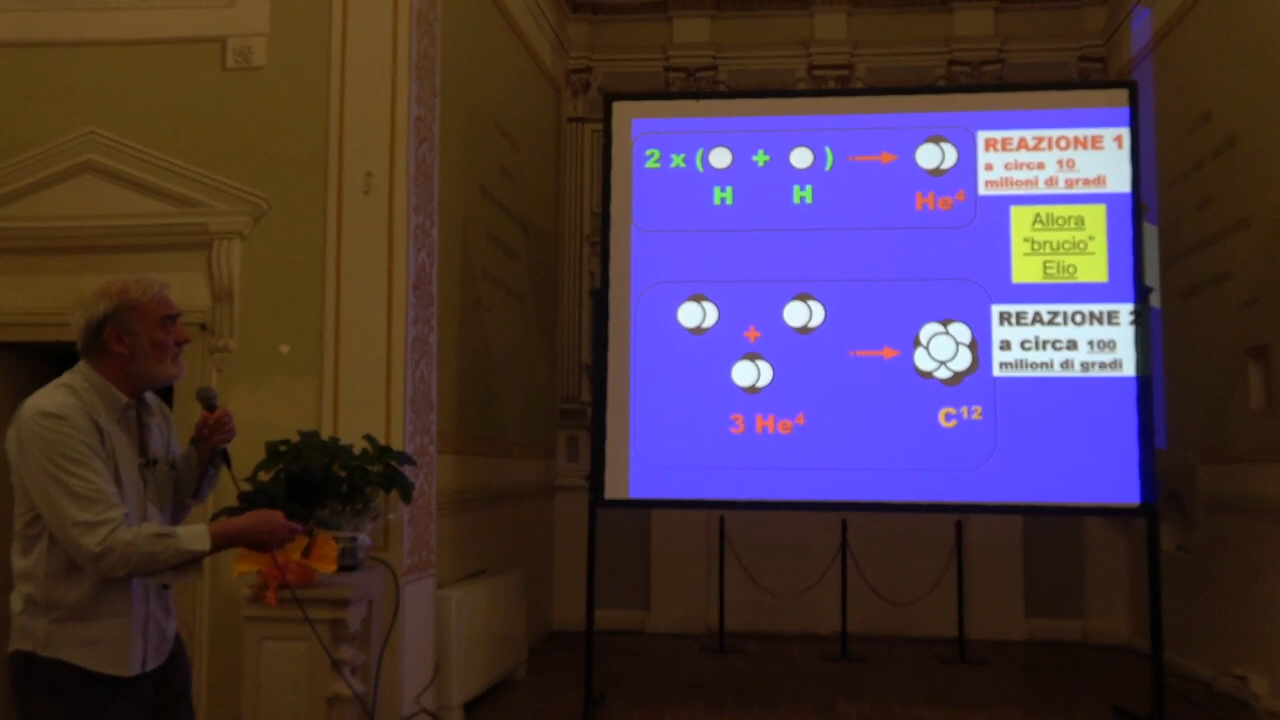 2 x ( + ) He⁴
H H
REAZIONE 1
a circa 10
milioni di gradi
Allora
"brucio"
Elio
+
3 He⁴
C¹²
REAZIONE 2
a circa 100
milioni di gradi